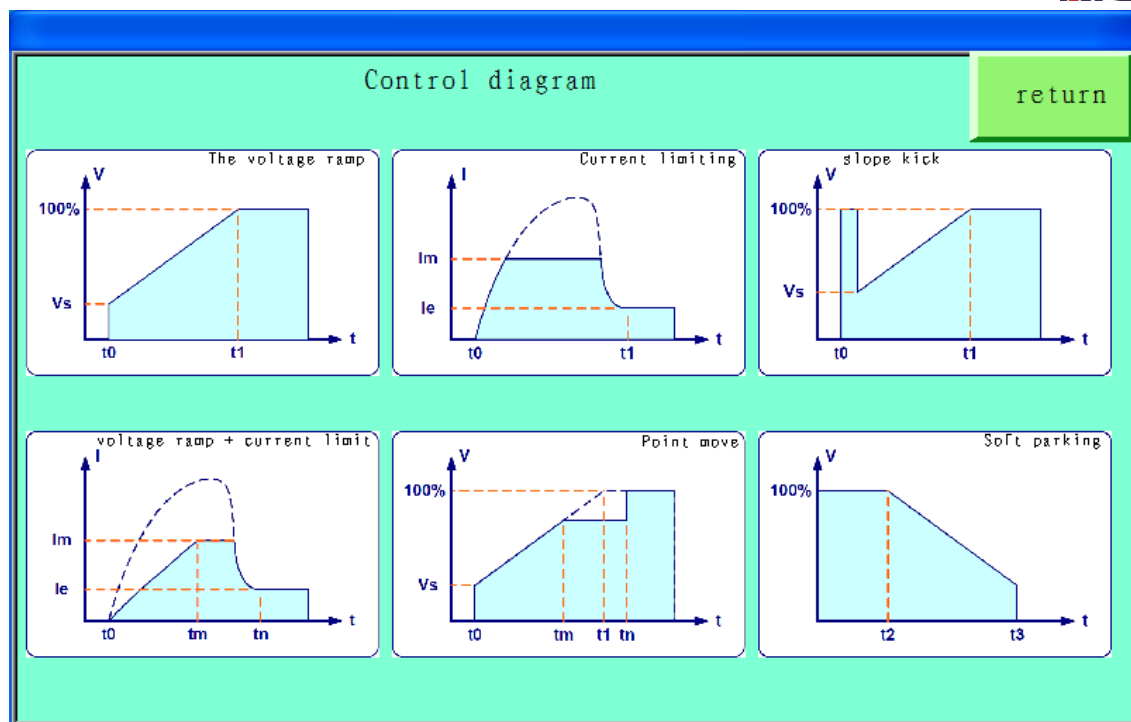 Control diagram
return
The voltage ramp
V
100%
Vs
t0
t1
t
Current limiting
I
Im
Ie
t0
t1
t
slope kick
V
100%
Vs
t0
t1
t
voltage ramp + current limit
I
Im
Ie
t0
tm
tn
t
Point move
V
100%
Vs
t0
tm
t1
tn
t
Soft parking
V
100%
t2
t3
t